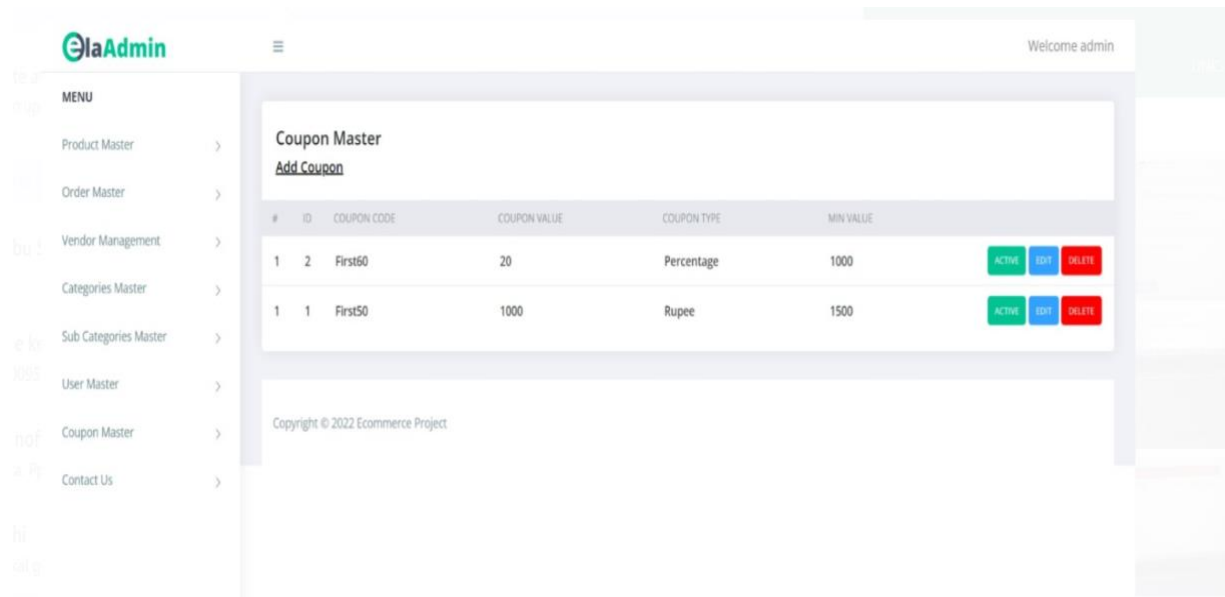 elaAdmin
Welcome admin
MENU
Product Master
Order Master
Vendor Management
Categories Master
Sub Categories Master
User Master
Coupon Master
Contact Us
Coupon Master
Add Coupon
# ID COUPON CODE COUPON VALUE COUPON TYPE MIN VALUE
1 2 First60 20 Percentage 1000 ACTIVE EDIT DELETE
1 1 First50 1000 Rupee 1500 ACTIVE EDIT DELETE
Copyright © 2022 Ecommerce Project